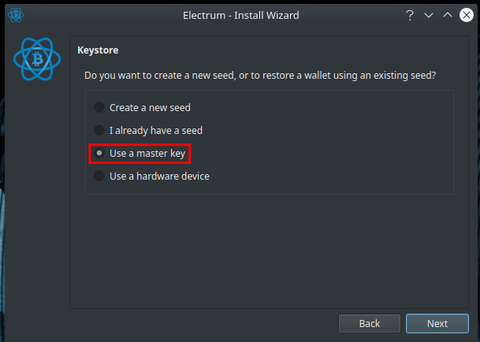 Electrum - Install Wizard
Keystore
Do you want to create a new seed, or to restore a wallet using an existing seed?
Create a new seed
I already have a seed
Use a master key
Use a hardware device
Back
Next